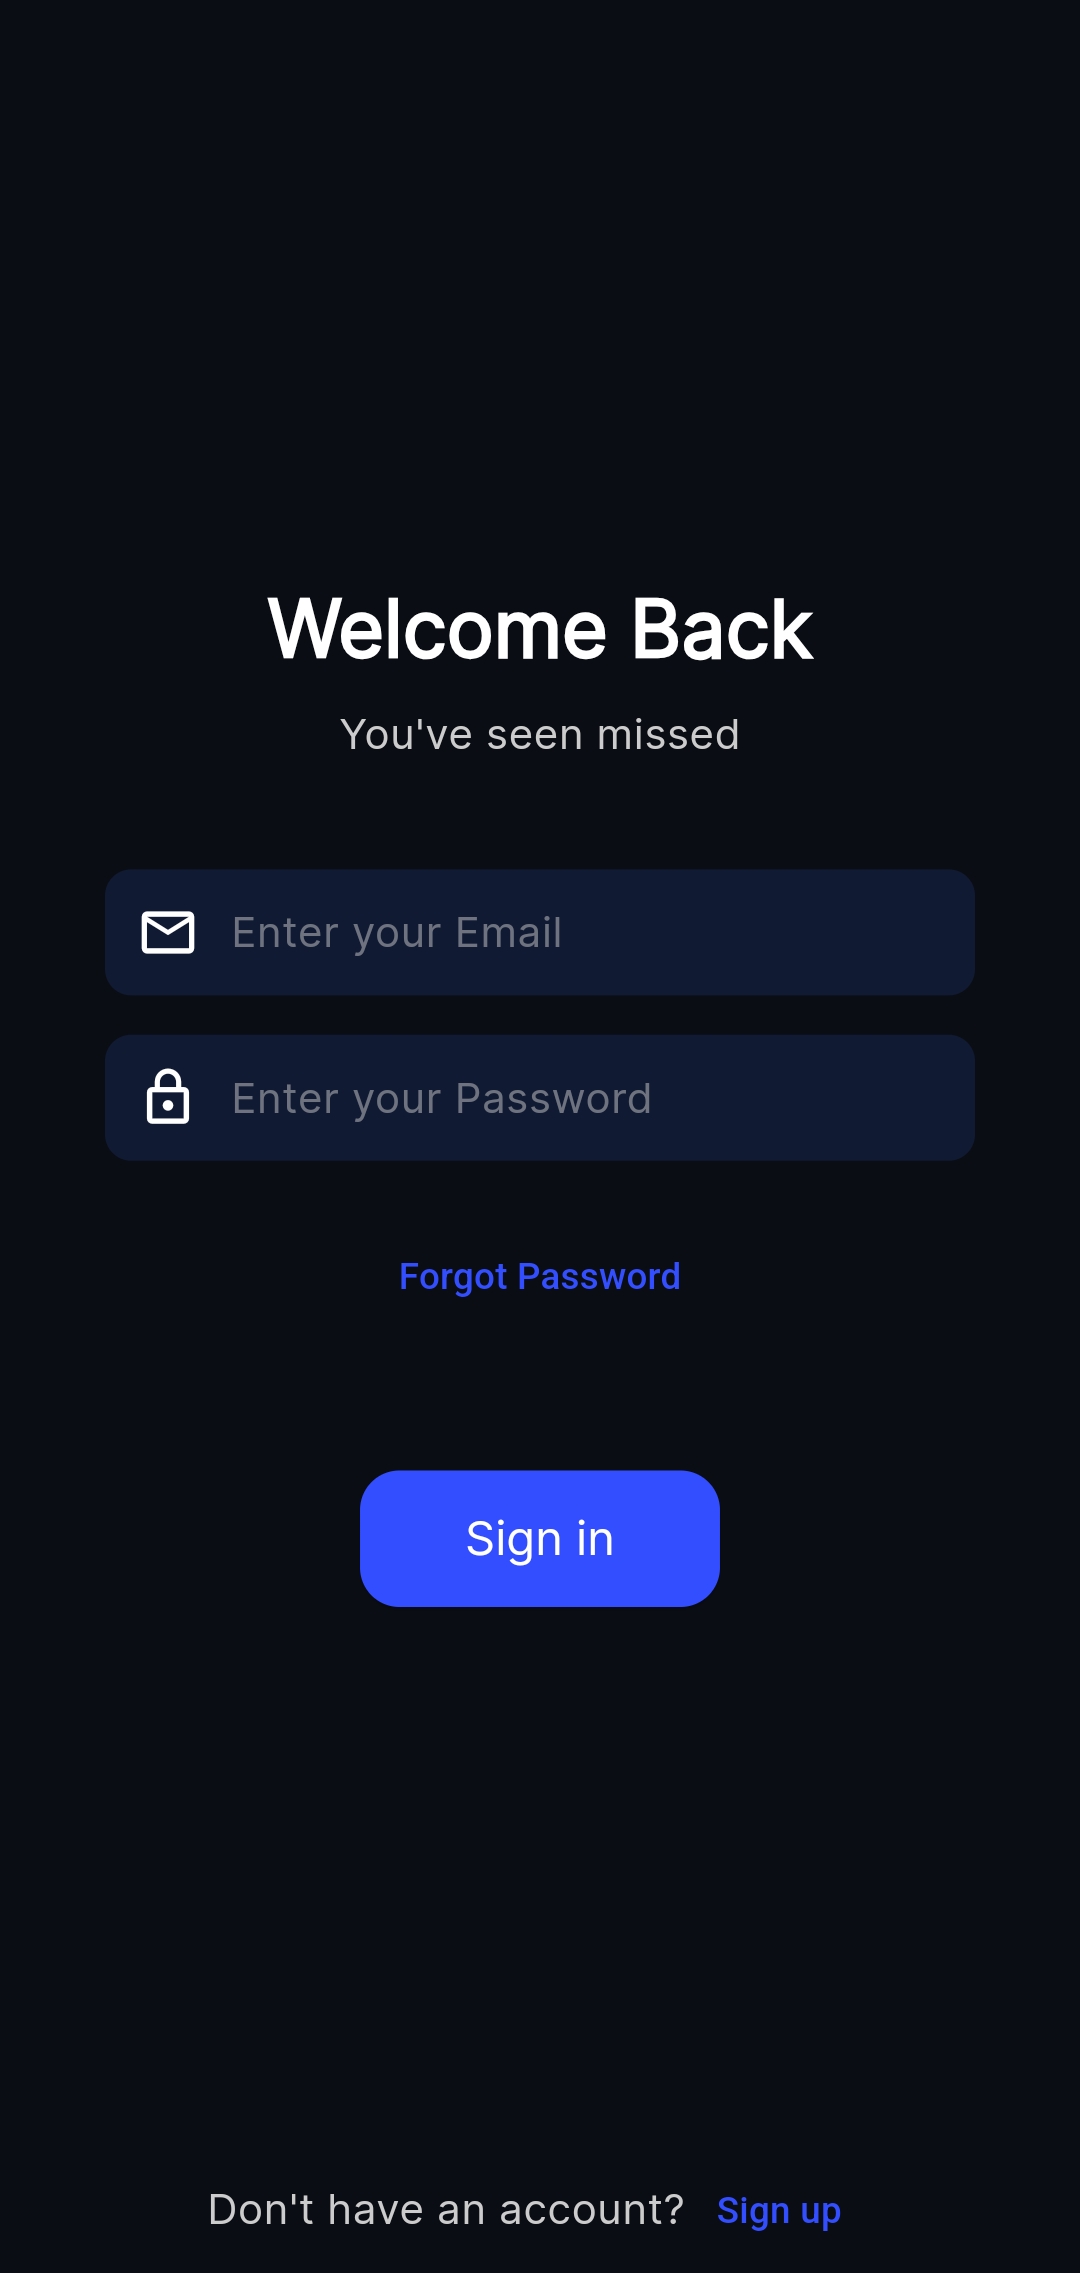 Welcome Back
You've seen missed
Enter your Email
Enter your Password
Forgot Password
Sign in
Don't have an account? Sign up